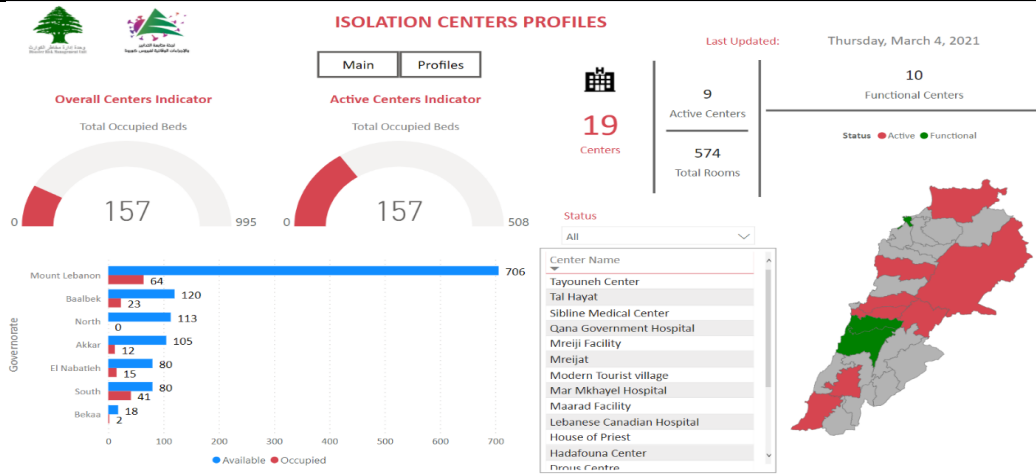 ISOLATION CENTERS PROFILES
Last Updated:
Thursday, March 4, 2021
Main
Profiles
Overall Centers Indicator
Total Occupied Beds
157
0
995
Active Centers Indicator
Total Occupied Beds
157
0
508
19
Centers
9
Active Centers
574
Total Rooms
10
Functional Centers
Status Active Functional
Status
All
Center Name
Tayouneh Center
Tal Hayat
Sibline Medical Center
Qana Government Hospital
Mreiji Facility
Mreijat
Modern Tourist village
Mar Mkhayel Hospital
Maarad Facility
Lebanese Canadian Hospital
House of Priest
Hadafouna Center
Drous Centre
Governorate
Mount Lebanon
706
64
Baalbek
120
23
North
113
0
Akkar
105
12
El Nabatieh
80
15
South
80
41
Bekaa
18
2
0 100 200 300 400 500 600 700
Available Occupied